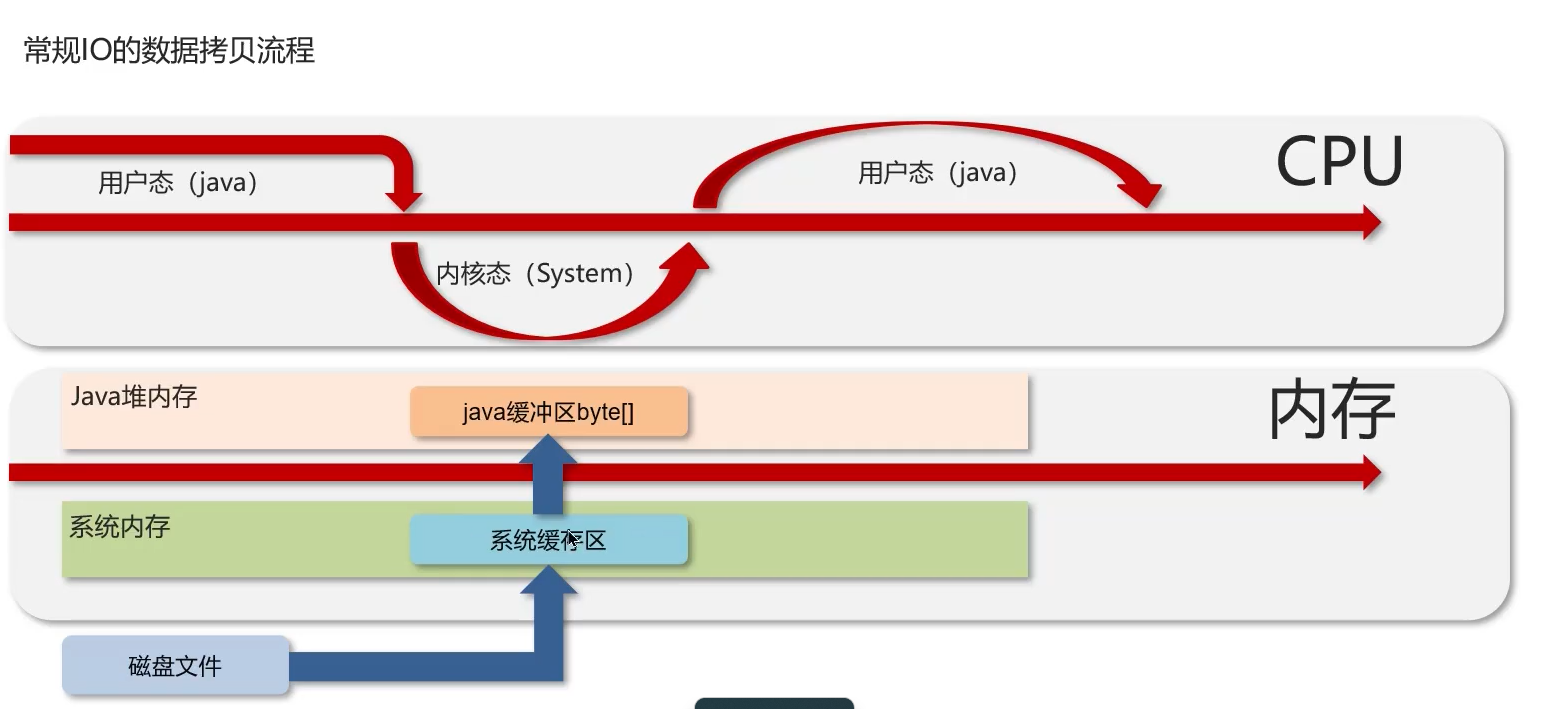 常规IO的数据拷贝流程
CPU
用户态（java）
用户态（java）
内核态（System）
Java堆内存
java缓冲区byte[]
内存
系统内存
系统缓存区
磁盘文件